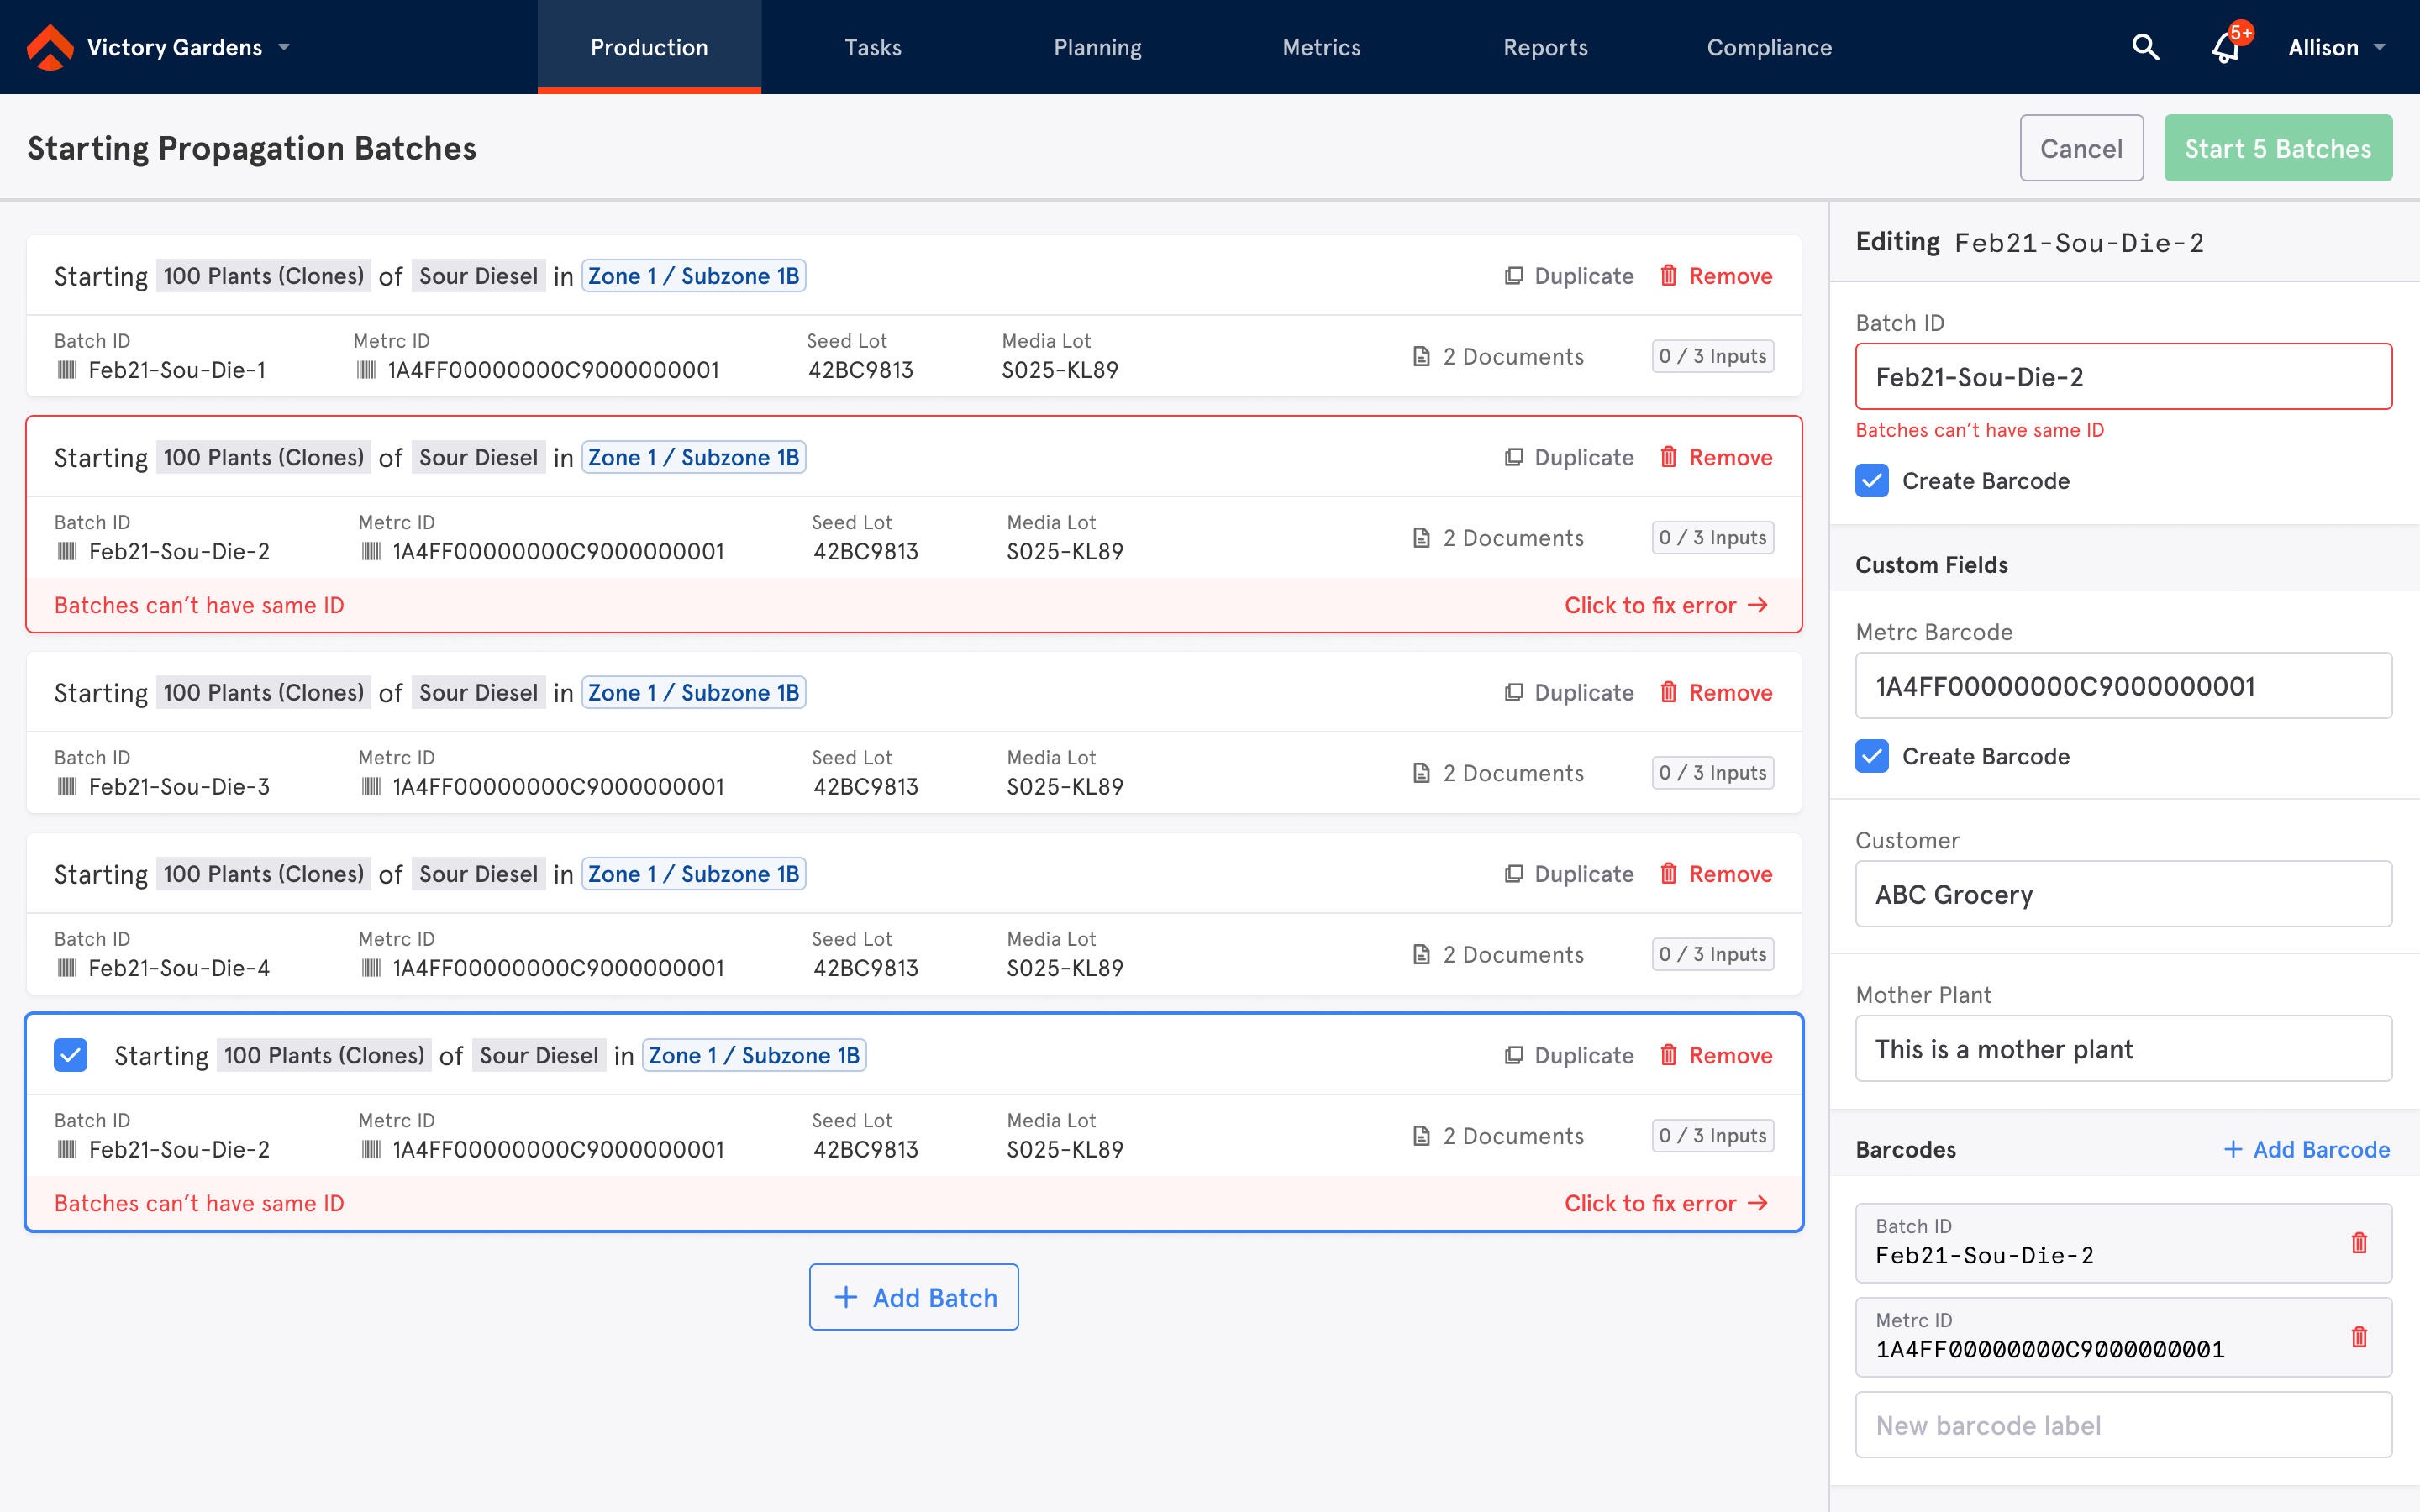 Victory Gardens
Production
Tasks
Planning
Metrics
Reports
Compliance
5+
Allison
Starting Propagation Batches
Cancel
Start 5 Batches
Starting 100 Plants (Clones) of Sour Diesel in Zone 1 / Subzone 1B
Duplicate
Remove
Batch ID
Metrc ID
Seed Lot
Media Lot
Feb21-Sou-Die-1
1A4FF00000000C9000000001
42BC9813
S025-KL89
2 Documents
0 / 3 Inputs
Starting 100 Plants (Clones) of Sour Diesel in Zone 1 / Subzone 1B
Duplicate
Remove
Batch ID
Metrc ID
Seed Lot
Media Lot
Feb21-Sou-Die-2
1A4FF00000000C9000000001
42BC9813
S025-KL89
2 Documents
0 / 3 Inputs
Batches can’t have same ID
Click to fix error
Starting 100 Plants (Clones) of Sour Diesel in Zone 1 / Subzone 1B
Duplicate
Remove
Batch ID
Metrc ID
Seed Lot
Media Lot
Feb21-Sou-Die-3
1A4FF00000000C9000000001
42BC9813
S025-KL89
2 Documents
0 / 3 Inputs
Starting 100 Plants (Clones) of Sour Diesel in Zone 1 / Subzone 1B
Duplicate
Remove
Batch ID
Metrc ID
Seed Lot
Media Lot
Feb21-Sou-Die-4
1A4FF00000000C9000000001
42BC9813
S025-KL89
2 Documents
0 / 3 Inputs
Starting 100 Plants (Clones) of Sour Diesel in Zone 1 / Subzone 1B
Duplicate
Remove
Batch ID
Metrc ID
Seed Lot
Media Lot
Feb21-Sou-Die-2
1A4FF00000000C9000000001
42BC9813
S025-KL89
2 Documents
0 / 3 Inputs
Batches can’t have same ID
Click to fix error
Add Batch
Editing Feb21-Sou-Die-2
Batch ID
Feb21-Sou-Die-2
Batches can’t have same ID
Create Barcode
Custom Fields
Metrc Barcode
1A4FF00000000C9000000001
Create Barcode
Customer
ABC Grocery
Mother Plant
This is a mother plant
Barcodes
Add Barcode
Batch ID
Feb21-Sou-Die-2
Metrc ID
1A4FF00000000C9000000001
New barcode label